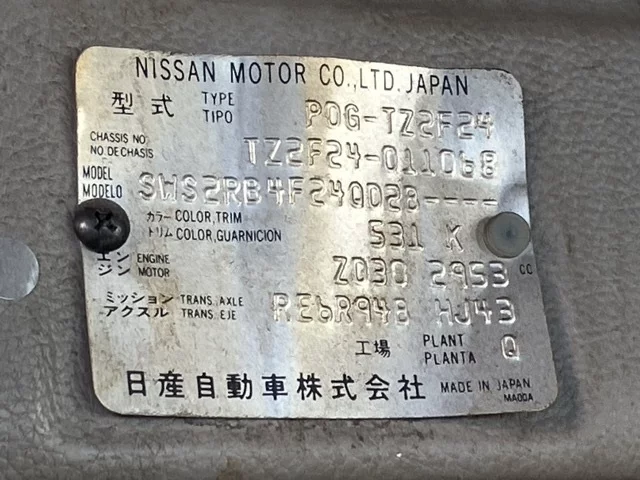 NISSAN MOTOR CO.,LTD. JAPAN
型式 TYPE TIPO PDG-TZ2F24
CHASSIS NO. NO. DE CHASIS TZ2F24-011068
MODEL MODELO SWS2RB4F24QD2B----
カラー COLOR,TRIM トリム COLOR,GUARNICION 531 K
エンジン ENGINE MOTOR ZD30 2953 CC
ミッション アクスル TRANS. AXLE TRANS. EJE RE6R94B HJ43
工場 PLANT PLANTA Q
日産自動車株式会社 MADE IN JAPAN
MA0DA